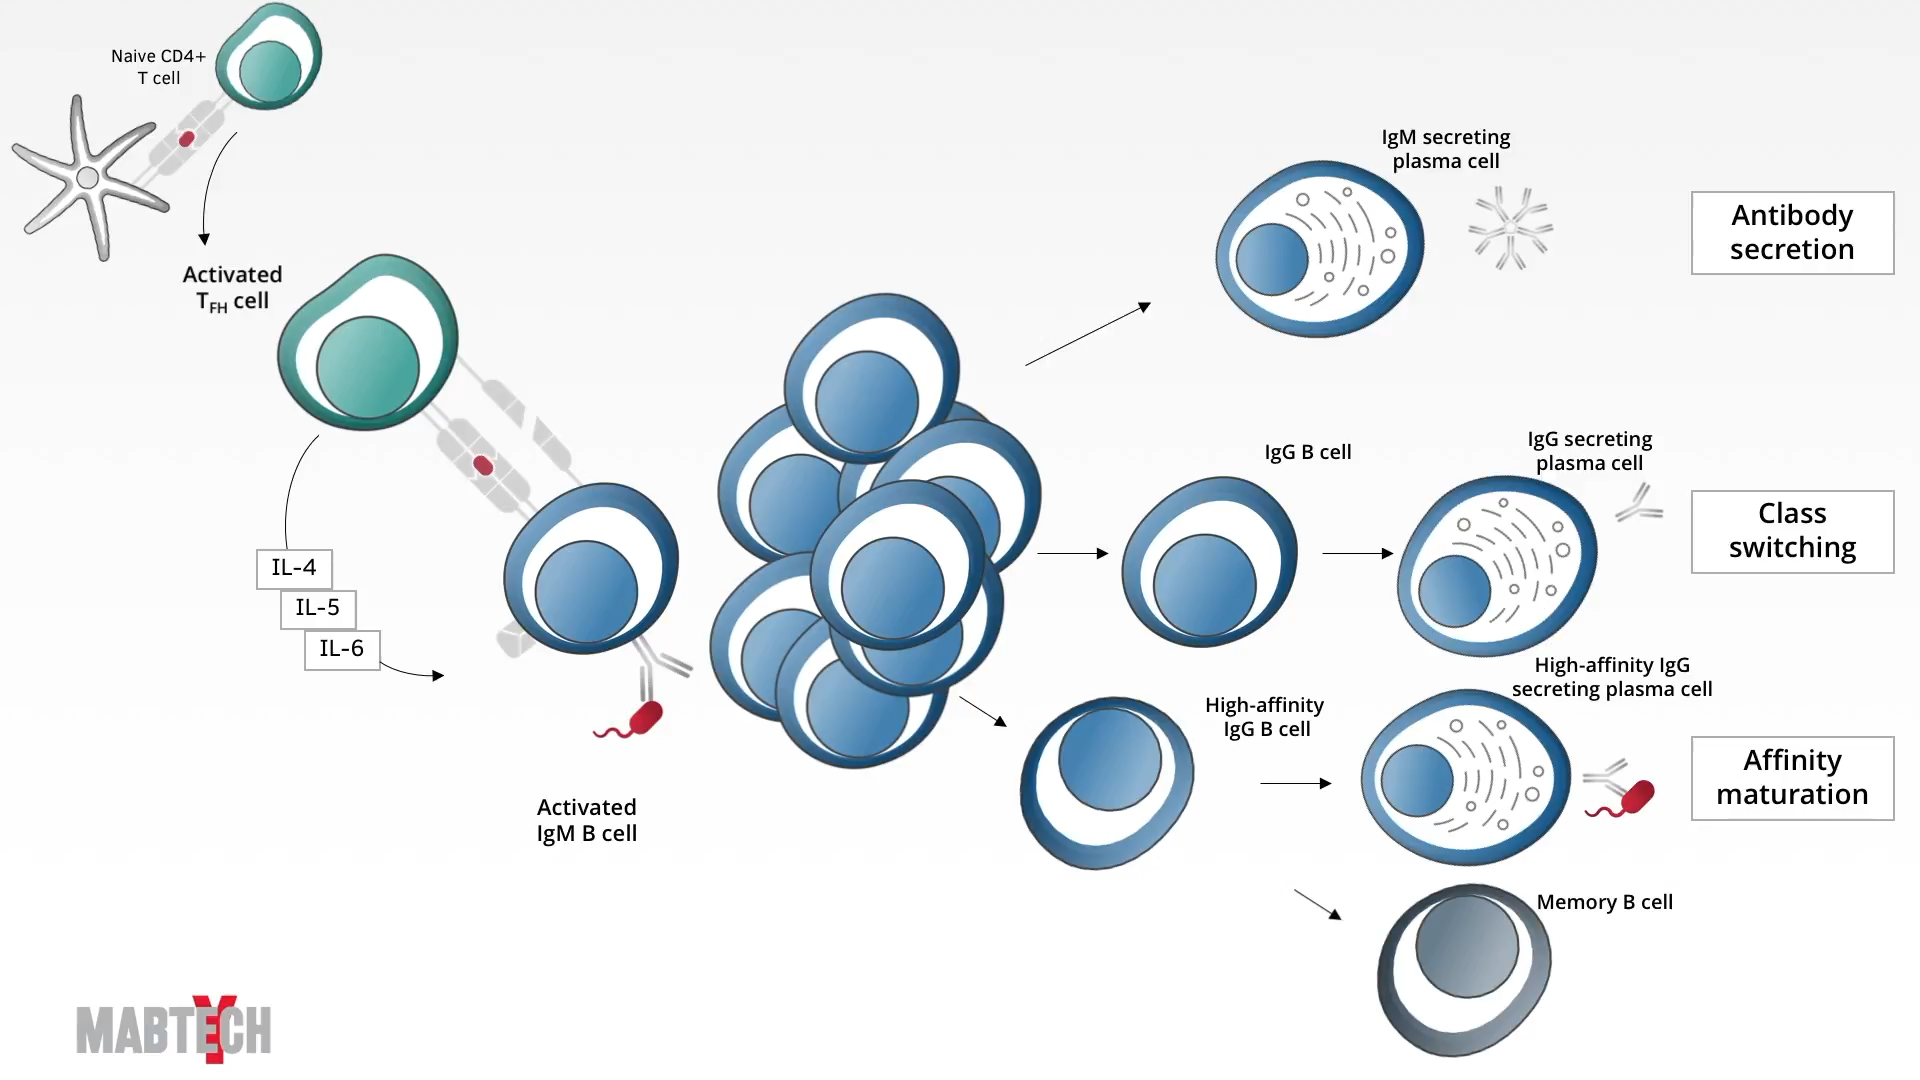 Naive CD4+
T cell
Activated
TFH cell
IL-4
IL-5
IL-6
Activated
IgM B cell
IgM secreting
plasma cell
Antibody
secretion
IgG B cell
IgG secreting
plasma cell
Class
switching
High-affinity
IgG B cell
High-affinity IgG
secreting plasma cell
Affinity
maturation
Memory B cell
MABTECH